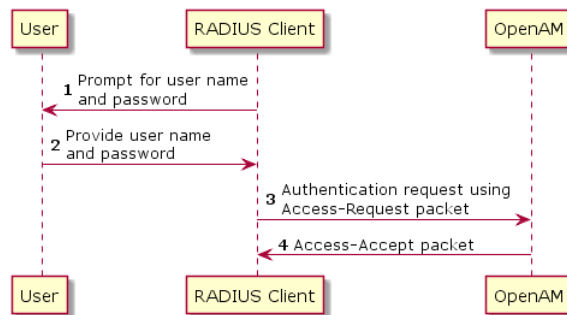 User
RADIUS Client
OpenAM
1 Prompt for user name
and password
2 Provide user name
and password
3 Authentication request using
Access-Request packet
4 Access-Accept packet
User
RADIUS Client
OpenAM